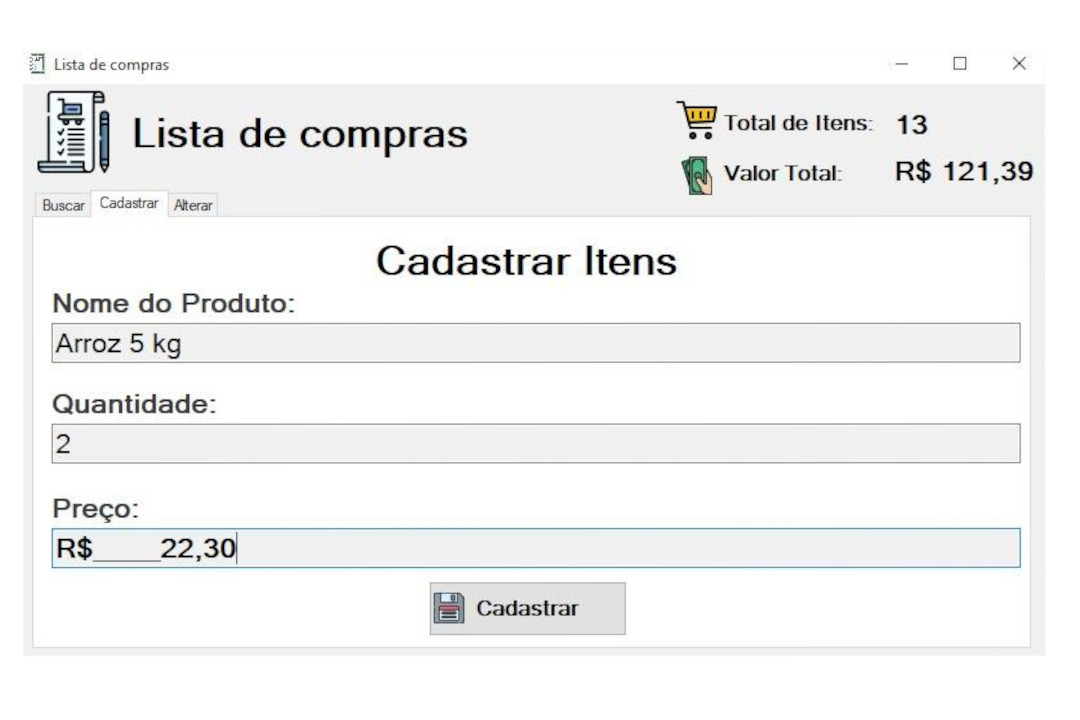 Lista de compras
Lista de compras
Total de Itens: 13
Valor Total: R$ 121,39
Buscar Cadastrar Alterar
Cadastrar Itens
Nome do Produto:
Arroz 5 kg
Quantidade:
2
Preço:
R$_____22,30
Cadastrar